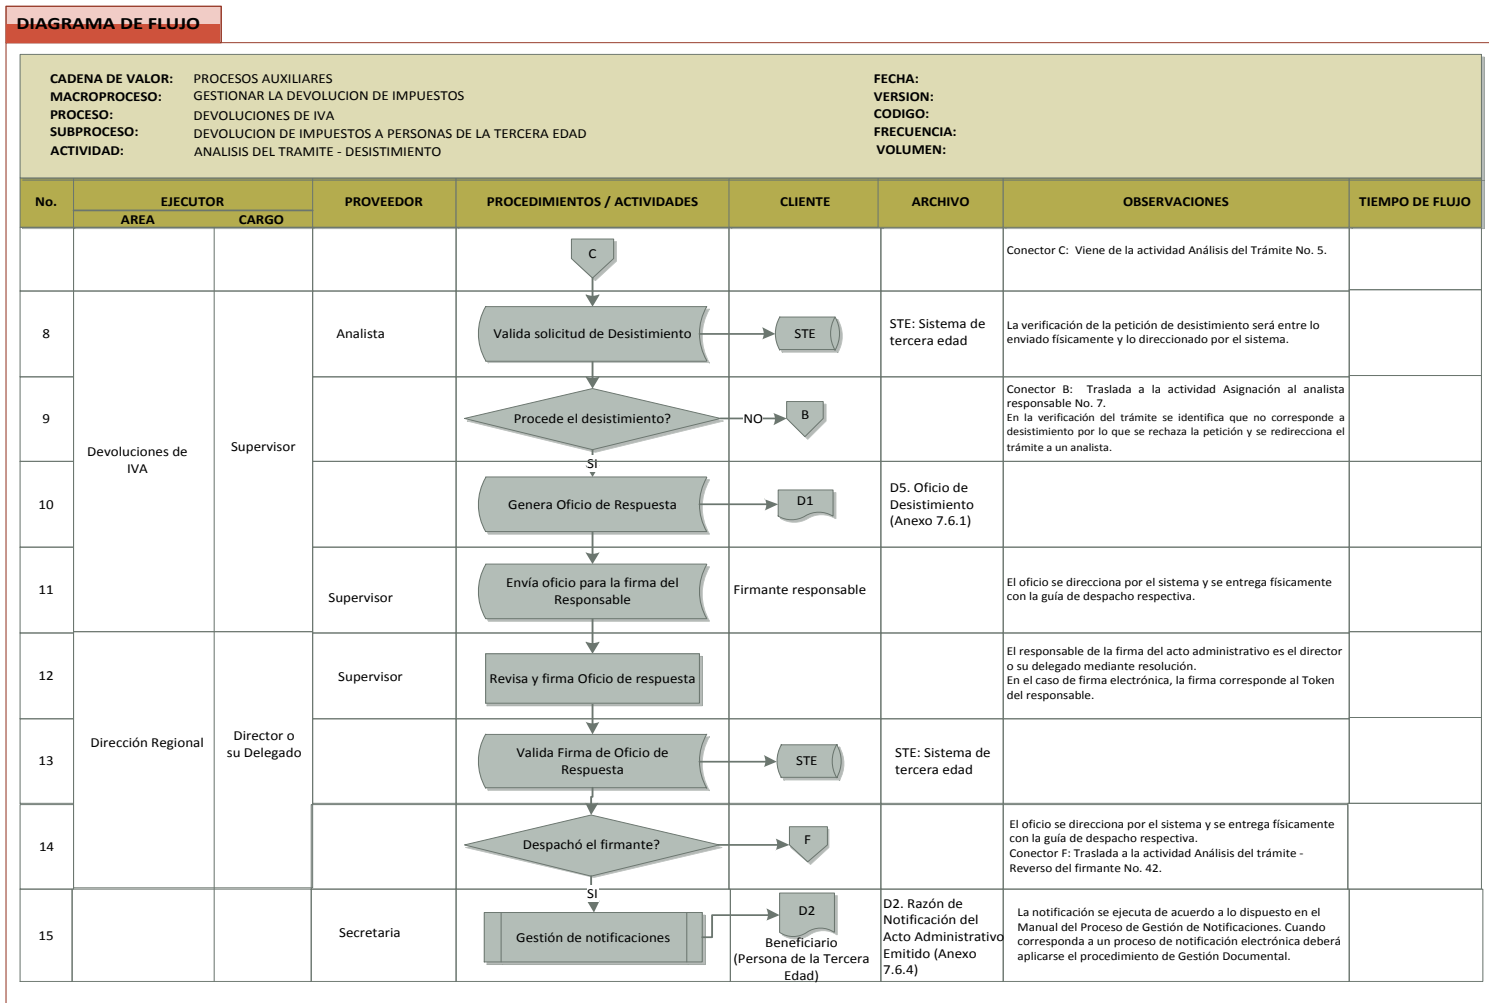 DIAGRAMA DE FLUJO
CADENA DE VALOR: PROCESOS AUXILIARES
MACROPROCESO: GESTIONAR LA DEVOLUCION DE IMPUESTOS
PROCESO: DEVOLUCIONES DE IVA
SUBPROCESO: DEVOLUCION DE IMPUESTOS A PERSONAS DE LA TERCERA EDAD
ACTIVIDAD: ANALISIS DEL TRAMITE - DESISTIMIENTO
FECHA:
VERSION:
CODIGO:
FRECUENCIA:
VOLUMEN:
No.
EJECUTOR
AREA
CARGO
PROVEEDOR
PROCEDIMIENTOS / ACTIVIDADES
CLIENTE
ARCHIVO
OBSERVACIONES
TIEMPO DE FLUJO
C
Conector C: Viene de la actividad Análisis del Trámite No. 5.
8
Analista
Valida solicitud de Desistimiento
STE
STE: Sistema de
tercera edad
La verificación de la petición de desistimiento será entre lo
enviado físicamente y lo direccionado por el sistema.
9
Devoluciones de
IVA
Supervisor
Procede el desistimiento?
NO
B
SI
Conector B: Traslada a la actividad Asignación al analista
responsable No. 7.
En la verificación del trámite se identifica que no corresponde a
desistimiento por lo que se rechaza la petición y se redirecciona el
trámite a un analista.
10
Genera Oficio de Respuesta
D1
D5. Oficio de
Desistimiento
(Anexo 7.6.1)
11
Supervisor
Envía oficio para la firma del
Responsable
Firmante responsable
El oficio se direcciona por el sistema y se entrega físicamente
con la guía de despacho respectiva.
12
Supervisor
Revisa y firma Oficio de respuesta
El responsable de la firma del acto administrativo es el director
o su delegado mediante resolución.
En el caso de firma electrónica, la firma corresponde al Token
del responsable.
13
Dirección Regional
Director o
su Delegado
Valida Firma de Oficio de
Respuesta
STE
STE: Sistema de
tercera edad
14
Despachó el firmante?
F
SI
El oficio se direcciona por el sistema y se entrega físicamente
con la guía de despacho respectiva.
Conector F: Traslada a la actividad Análisis del trámite -
Reverso del firmante No. 42.
15
Secretaria
Gestión de notificaciones
D2
Beneficiario
(Persona de la Tercera
Edad)
D2. Razón de
Notificación del
Acto Administrativo
Emitido (Anexo
7.6.4)
La notificación se ejecuta de acuerdo a lo dispuesto en el
Manual del Proceso de Gestión de Notificaciones. Cuando
corresponda a un proceso de notificación electrónica deberá
aplicarse el procedimiento de Gestión Documental.